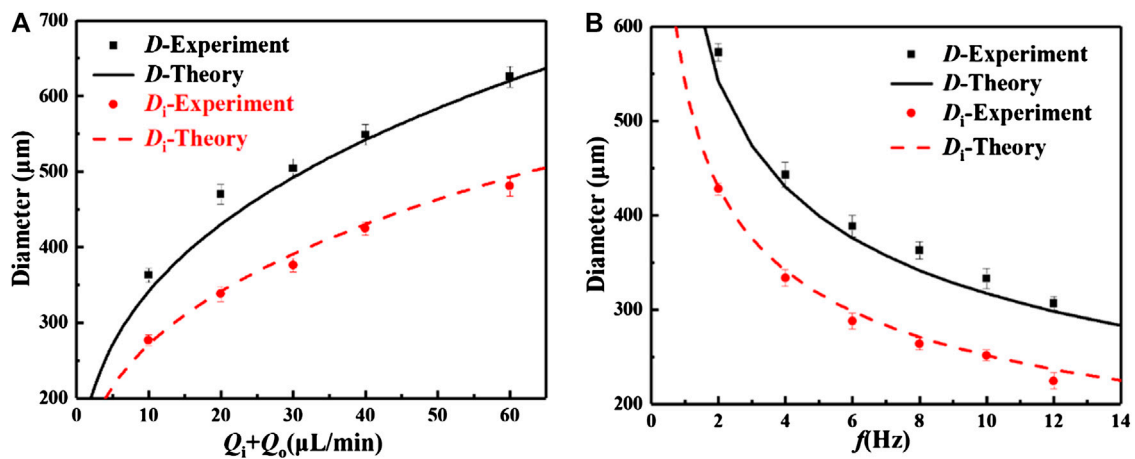 A
700
600
500
400
300
200
Diameter (μm)
D-Experiment
D-Theory
Di-Experiment
Di-Theory
0 10 20 30 40 50 60
Qi+Qo(μL/min)
B
600
500
400
300
200
Diameter (μm)
D-Experiment
D-Theory
Di-Experiment
Di-Theory
0 2 4 6 8 10 12 14
f(Hz)